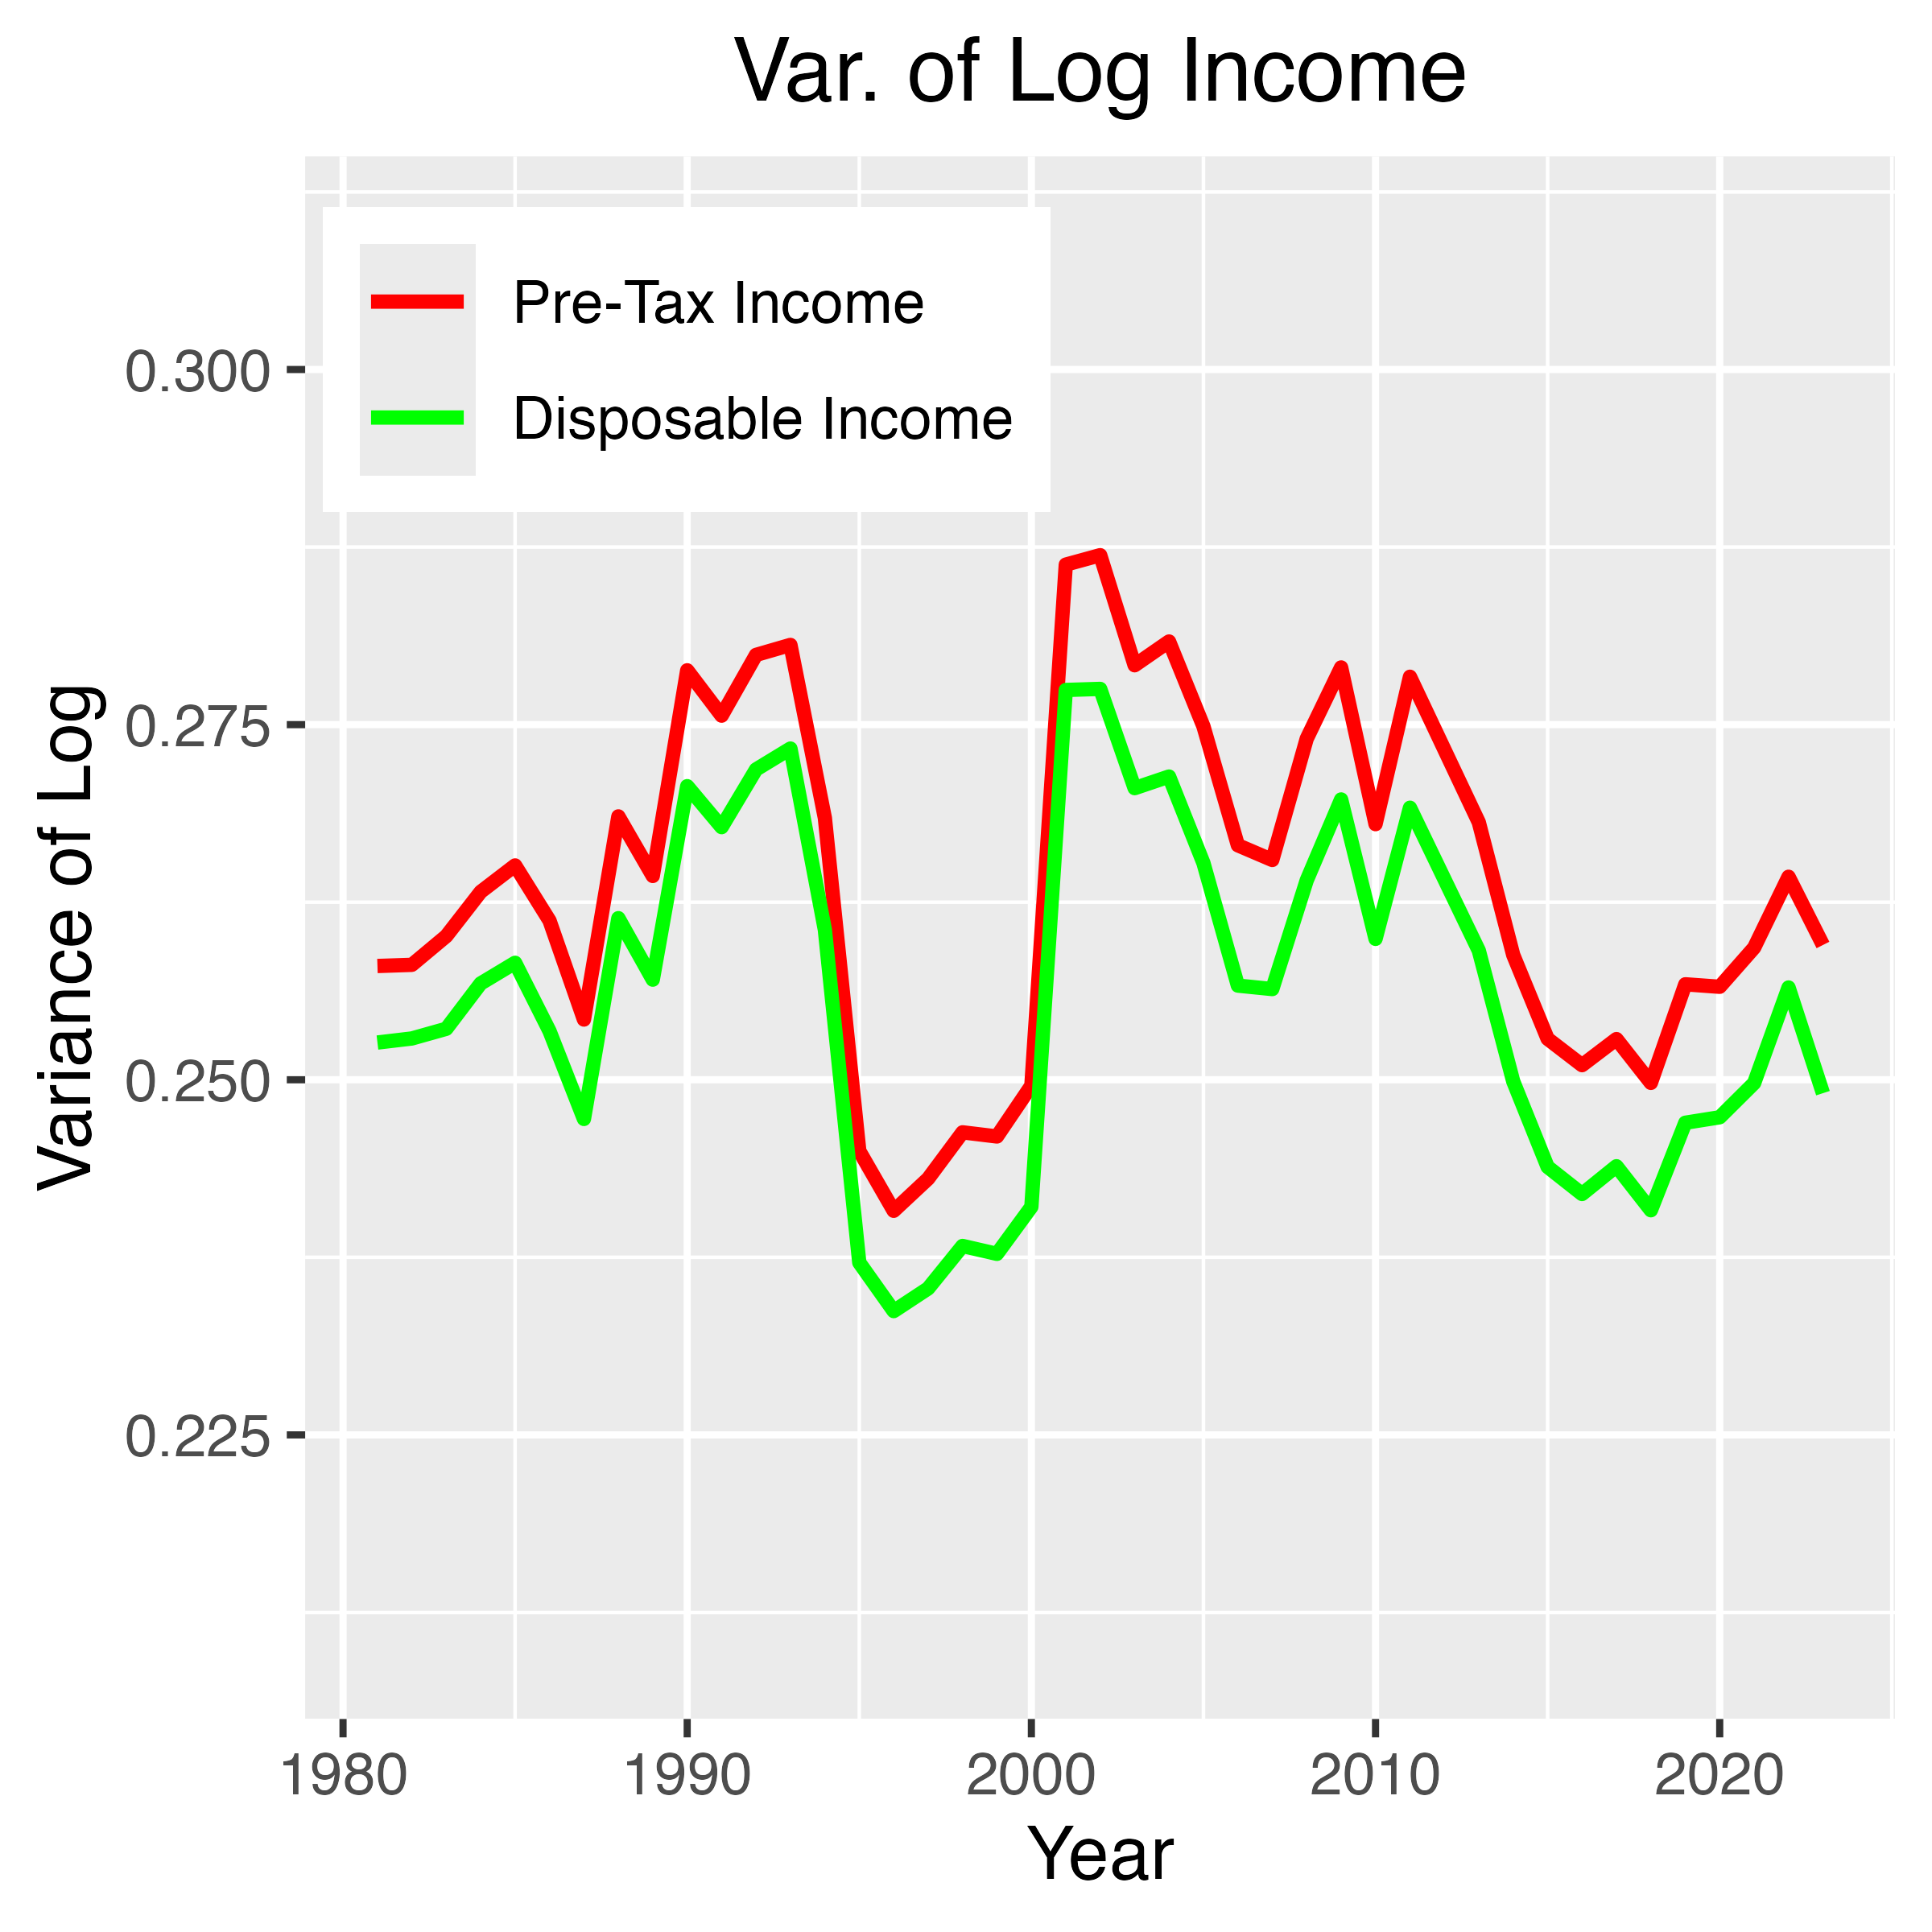 Var. of Log Income
Pre-Tax Income
Disposable Income
0.300
0.275
0.250
0.225
Variance of Log
1980 1990 2000 2010 2020
Year